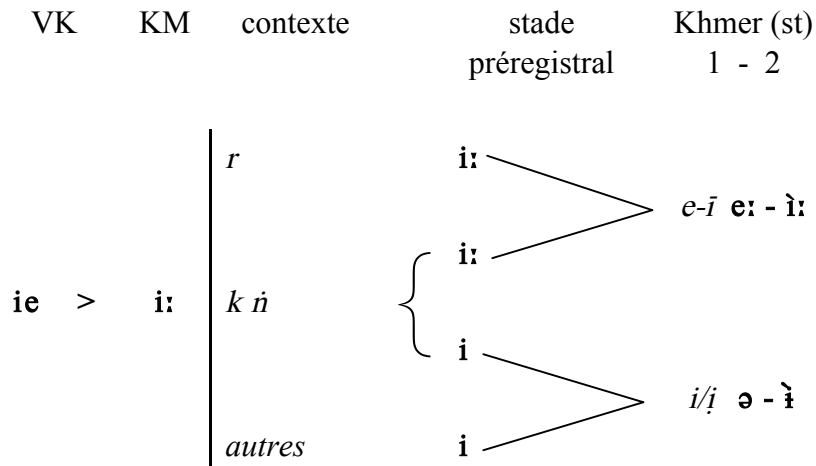 VK KM contexte stade Khmer (st)
préregistral 1 - 2
r iː
e-ī eː - ìː
iː
ie > iː k ṅ
i
i/ị ə - ɨ̀
autres i